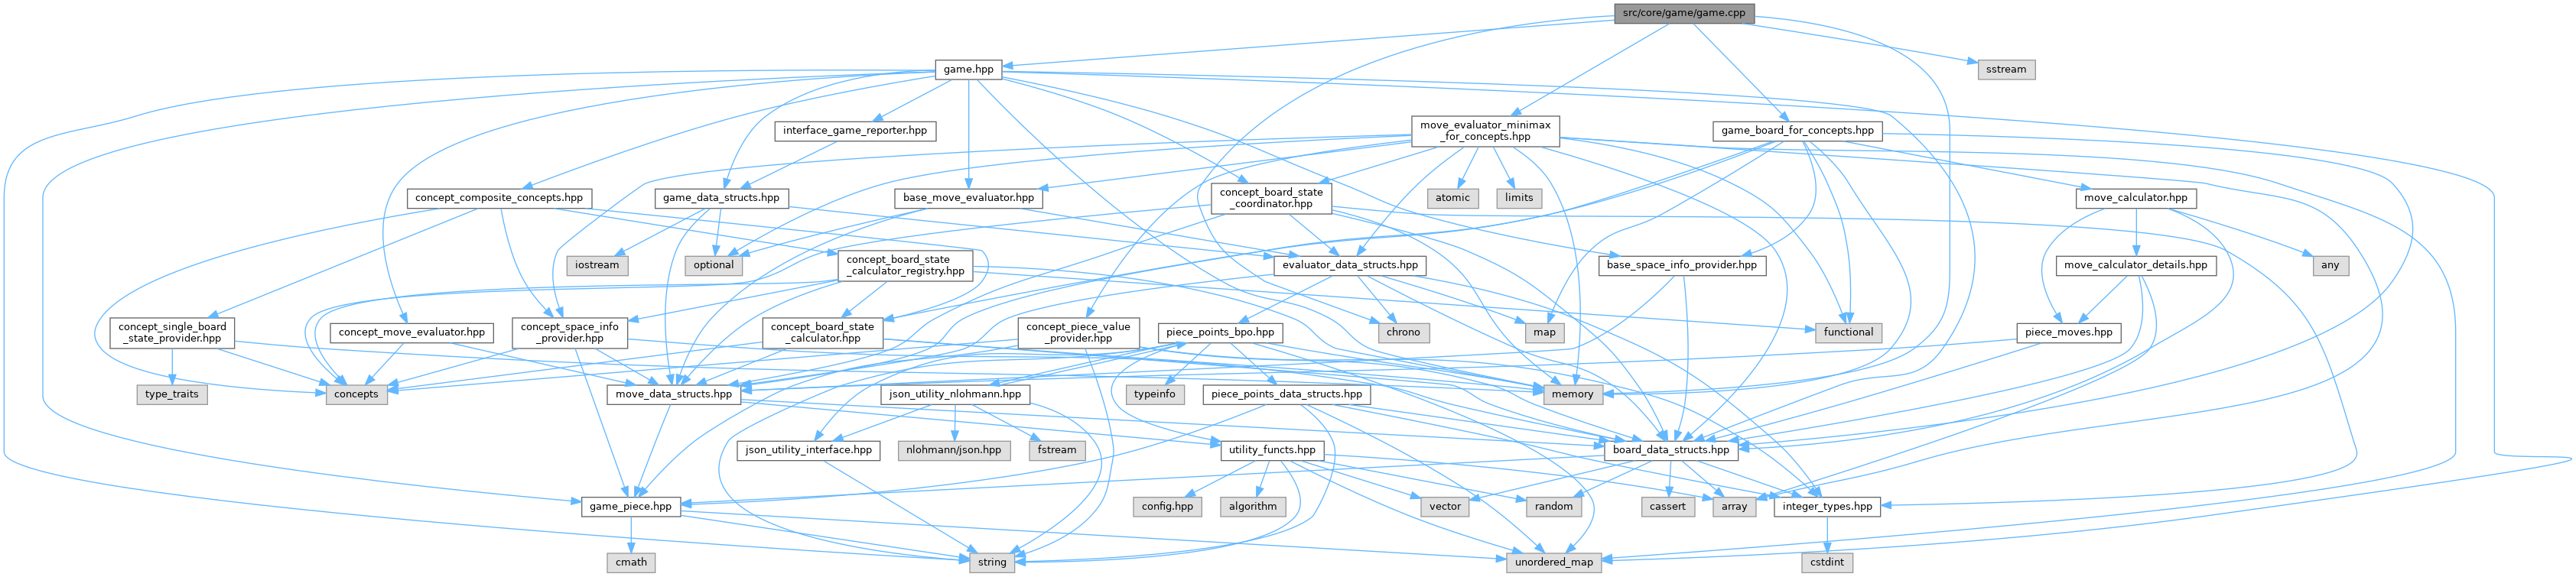 src/core/game/game.cpp
game.hpp
sstream
interface_game_reporter.hpp
move_evaluator_minimax
_for_concepts.hpp
game_board_for_concepts.hpp
concept_composite_concepts.hpp
game_data_structs.hpp
base_move_evaluator.hpp
concept_board_state
_coordinator.hpp
atomic
limits
move_calculator.hpp
iostream
optional
concept_board_state
_calculator_registry.hpp
evaluator_data_structs.hpp
base_space_info_provider.hpp
move_calculator_details.hpp
any
concept_single_board
_state_provider.hpp
concept_move_evaluator.hpp
concept_space_info
_provider.hpp
concept_board_state
_calculator.hpp
concept_piece_value
_provider.hpp
piece_points_bpo.hpp
chrono
map
functional
piece_moves.hpp
type_traits
concepts
move_data_structs.hpp
json_utility_nlohmann.hpp
typeinfo
piece_points_data_structs.hpp
memory
json_utility_interface.hpp
nlohmann/json.hpp
fstream
utility_functs.hpp
board_data_structs.hpp
game_piece.hpp
config.hpp
algorithm
vector
random
cassert
array
integer_types.hpp
cmath
string
unordered_map
cstdint